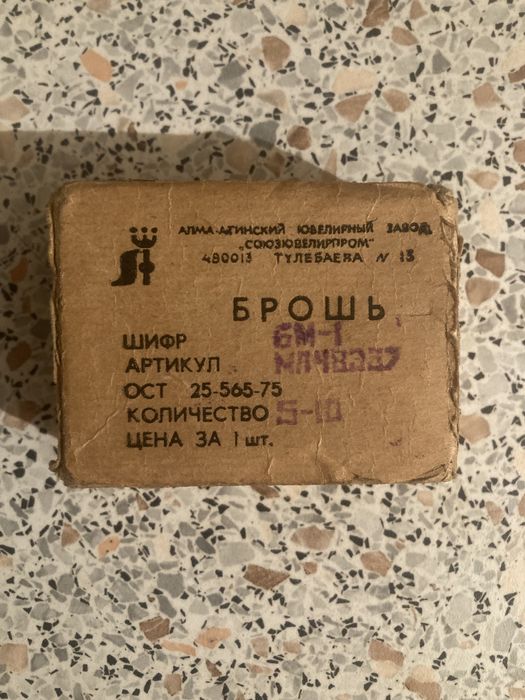 АЛМА-АТИНСКИЙ ЮВЕЛИРНЫЙ ЗАВОД
„СОЮЗЮВЕЛИРПРОМ"
480013 ТУЛЕБАЕВА N 13
БРОШЬ
ШИФР 6М-1
АРТИКУЛ
ОСТ 25-565-75
КОЛИЧЕСТВО 5-10
ЦЕНА ЗА 1 шт.